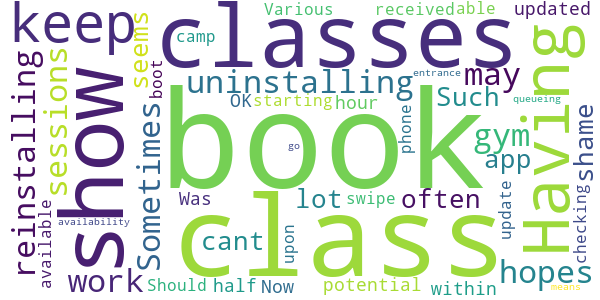 keep
classes
Various
received
able
updated
camp
seems
Having
show
reinstalling
sessions
boot
uninstalling
entrance
may
Such
queueing
OK
starting
hour
book
phone
gym
shame
Sometimes
app
go
checking
available
availability
Was
lot
swipe
often
update
class
cant
upon
hopes
work
Should
half
Now
potential
within
means